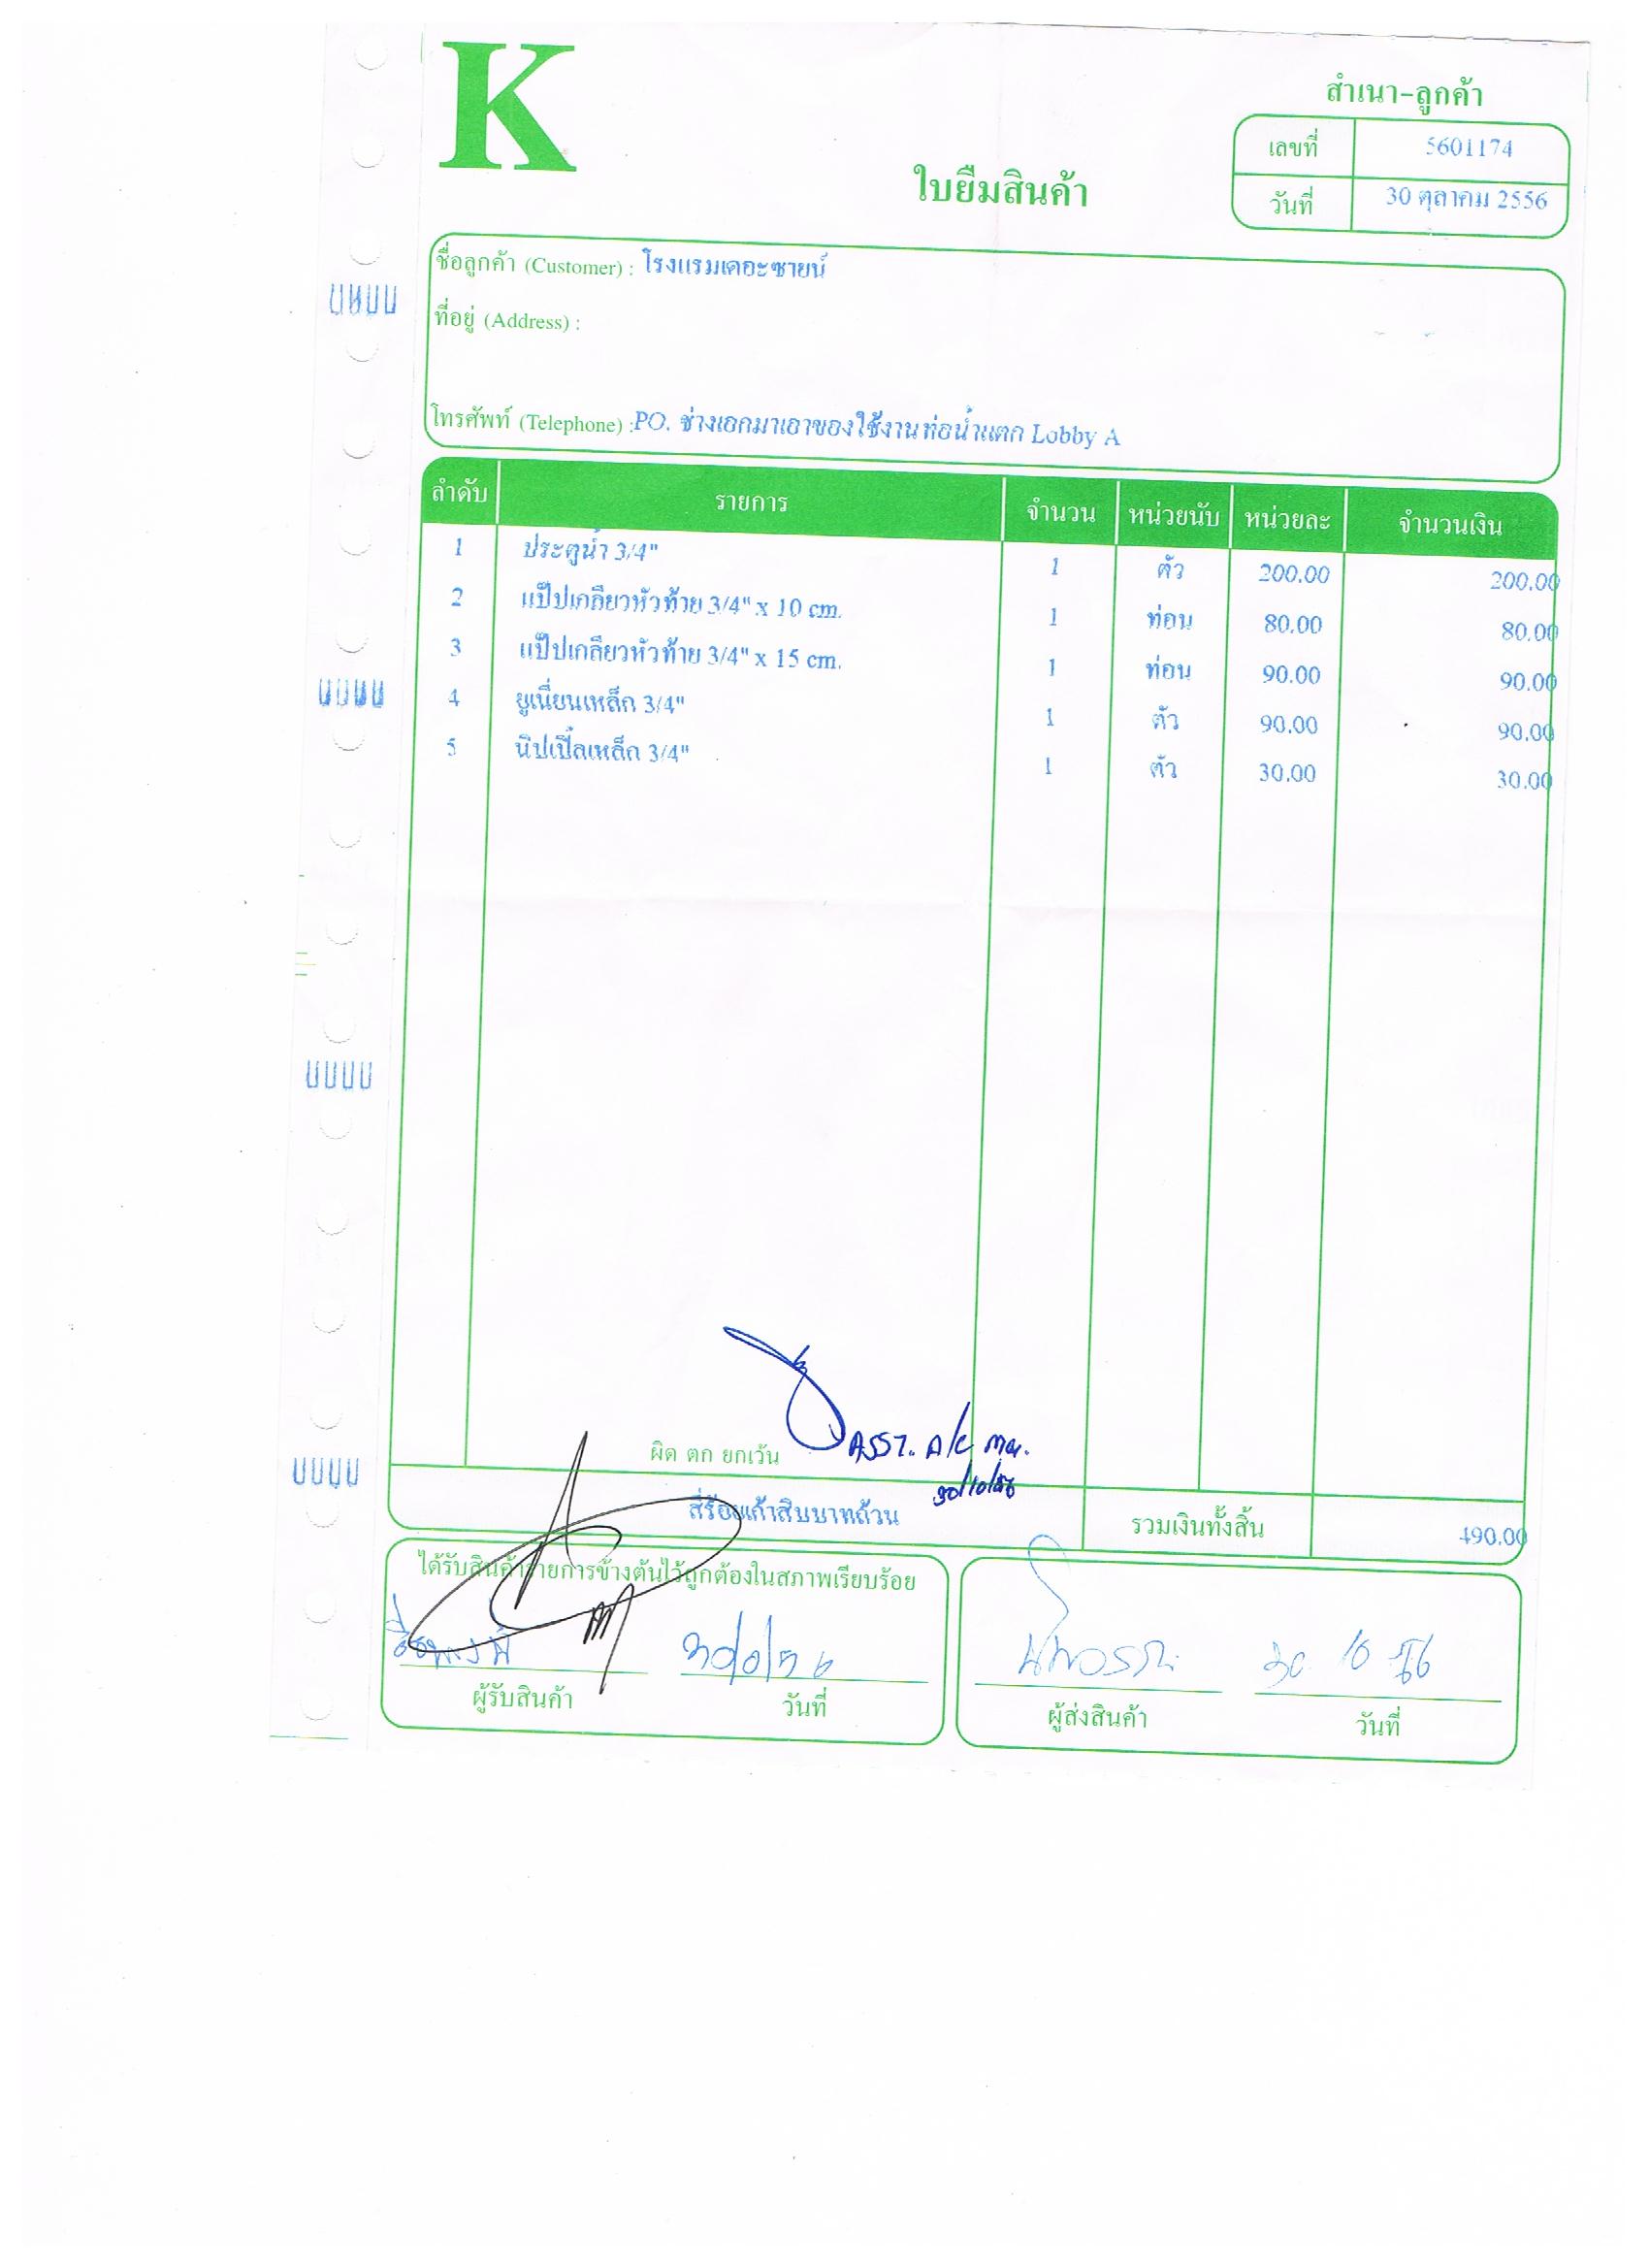 K
สำเนา-ลูกค้า
เลขที่ 5601174
ใบยืมสินค้า
วันที่ 30 ตุลาคม 2556
ชื่อลูกค้า (Customer) : โรงแรมเดอะซายน์
ที่อยู่ (Address) :
โทรศัพท์ (Telephone) : PO. ช่างเอกมาเอาของใช้งานท่อน้ำแตก Lobby A
ลำดับ รายการ จำนวน หน่วยนับ หน่วยละ จำนวนเงิน
1 ประตูน้ำ 3/4" 1 ตัว 200.00 200.00
2 แป๊ปเกลียวหัวท้าย 3/4" x 10 cm. 1 ท่อน 80.00 80.00
3 แป๊ปเกลียวหัวท้าย 3/4" x 15 cm. 1 ท่อน 90.00 90.00
4 ยูเนี่ยนเหล็ก 3/4" 1 ตัว 90.00 90.00
5 นิปเปิ้ลเหล็ก 3/4" 1 ตัว 30.00 30.00
ผิด ตก ยกเว้น
30/10/56
สี่ร้อยเก้าสิบบาทถ้วน รวมเงินทั้งสิ้น 490.00
ได้รับสินค้ารายการข้างต้นไว้ถูกต้องในสภาพเรียบร้อย
30 10 56
ผู้รับสินค้า วันที่ ผู้ส่งสินค้า วันที่